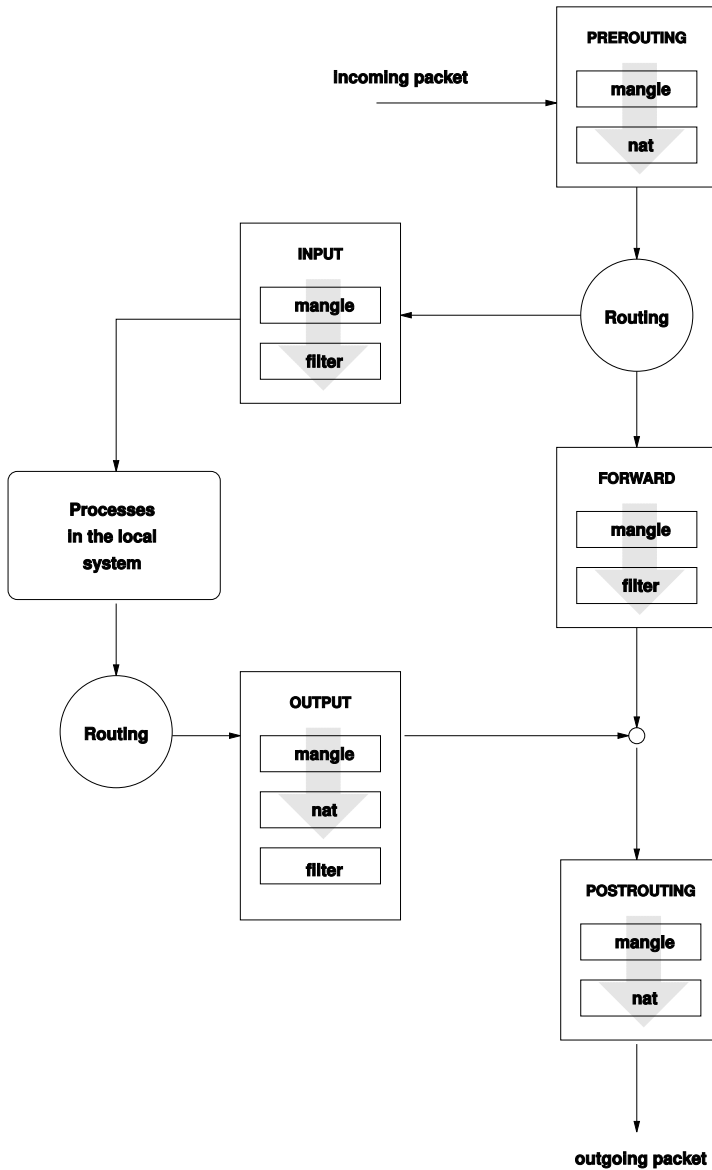 PREROUTING
incoming packet
mangle
nat
INPUT
mangle
filter
Routing
Processes
in the local
system
FORWARD
mangle
filter
Routing
OUTPUT
mangle
nat
filter
POSTROUTING
mangle
nat
outgoing packet